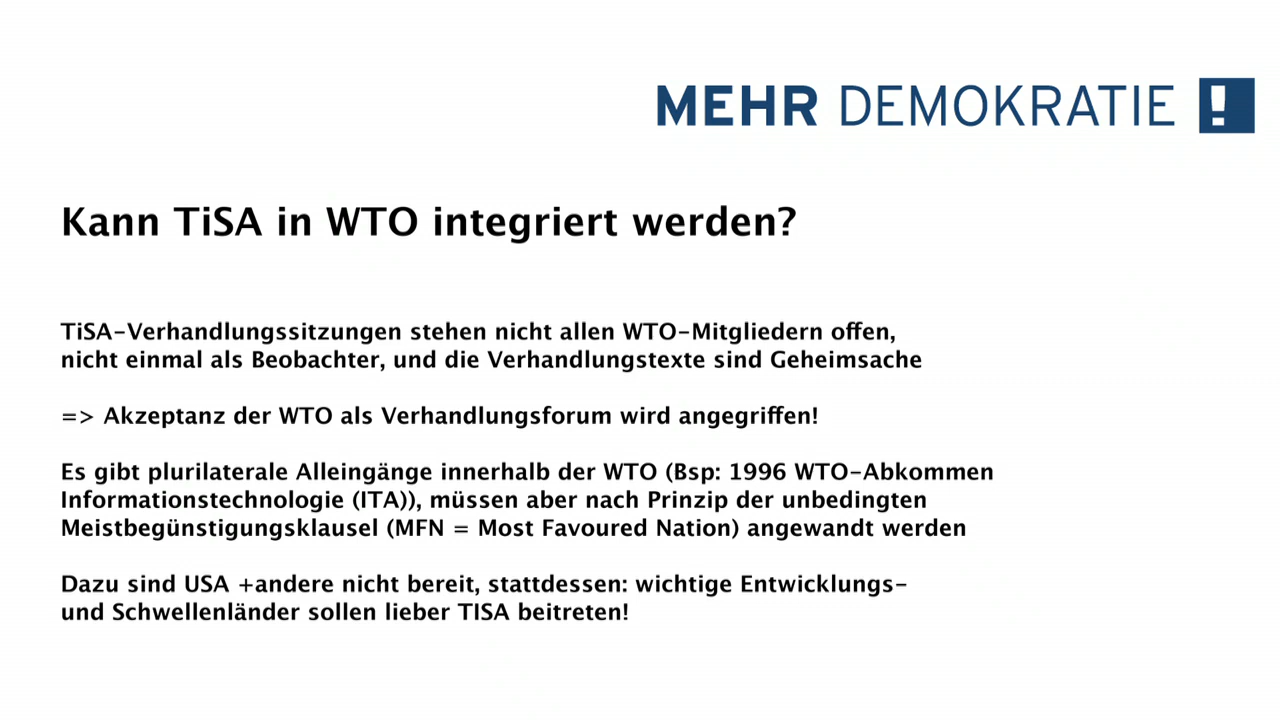 MEHR DEMOKRATIE !
Kann TiSA in WTO integriert werden?
TiSA-Verhandlungssitzungen stehen nicht allen WTO-Mitgliedern offen,
nicht einmal als Beobachter, und die Verhandlungstexte sind Geheimsache
=> Akzeptanz der WTO als Verhandlungsforum wird angegriffen!
Es gibt plurilaterale Alleingänge innerhalb der WTO (Bsp: 1996 WTO-Abkommen
Informationstechnologie (ITA)), müssen aber nach Prinzip der unbedingten
Meistbegünstigungsklausel (MFN = Most Favoured Nation) angewandt werden
Dazu sind USA +andere nicht bereit, stattdessen: wichtige Entwicklungs-
und Schwellenländer sollen lieber TISA beitreten!